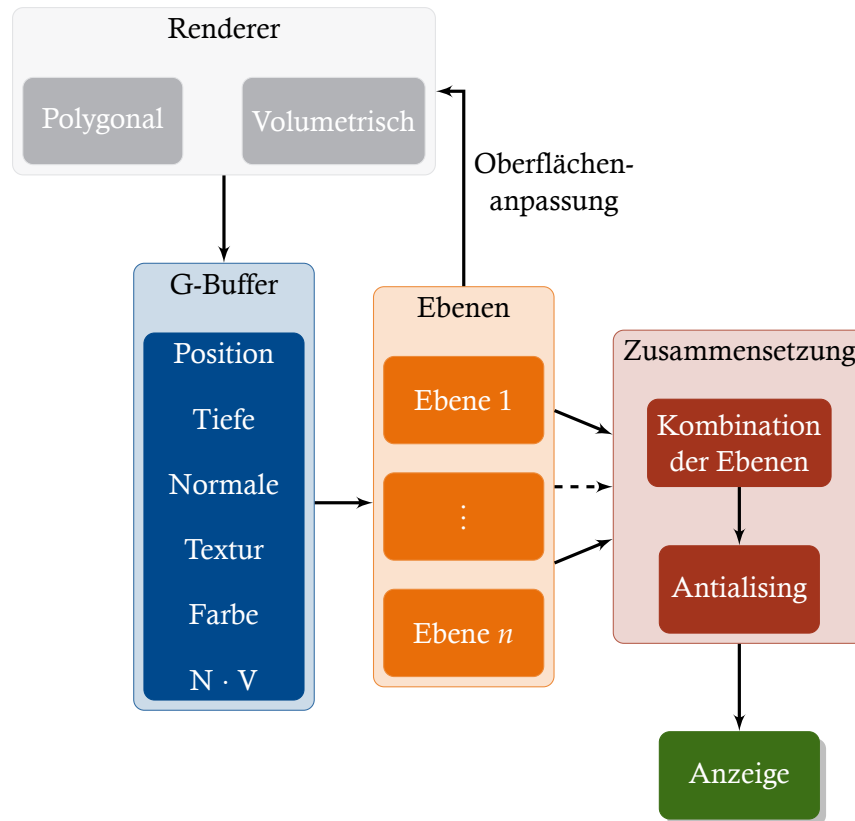 Renderer
Polygonal
Volumetrisch
Oberflächen-
anpassung
G-Buffer
Position
Tiefe
Normale
Textur
Farbe
N · V
Ebenen
Ebene 1
⋮
Ebene n
Zusammensetzung
Kombination
der Ebenen
Antialising
Anzeige